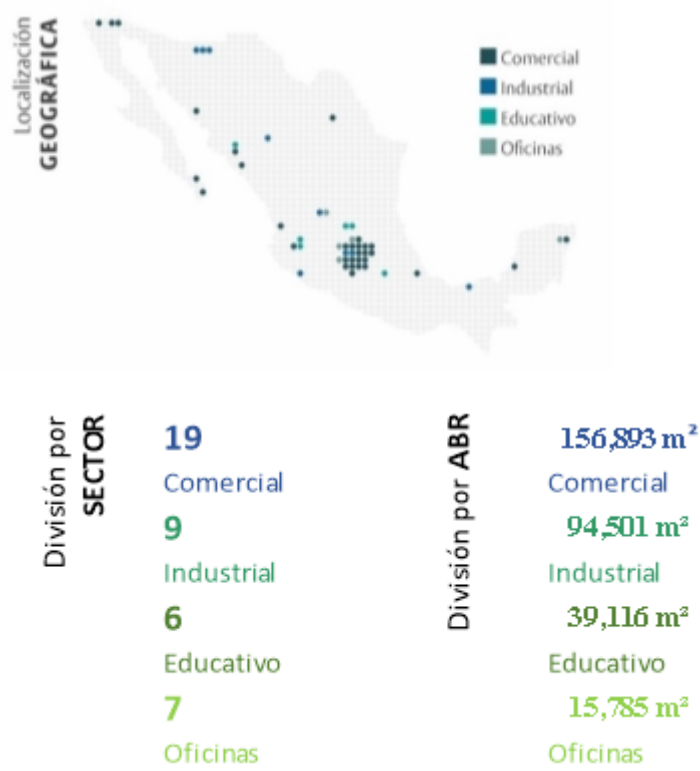 Localización
GEOGRÁFICA
Comercial
Industrial
Educativo
Oficinas
División por
SECTOR
19
Comercial
9
Industrial
6
Educativo
7
Oficinas
División por ABR
156,893 m²
Comercial
94,501 m²
Industrial
39,116 m²
Educativo
15,785 m²
Oficinas